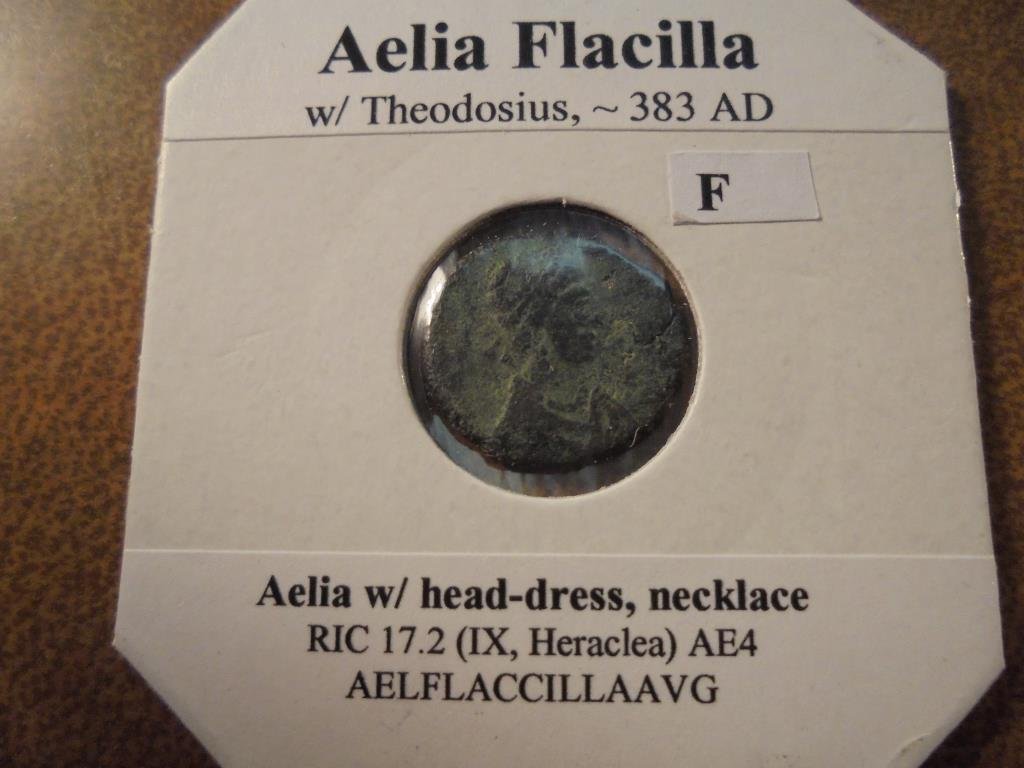 Aelia Flacilla
w/ Theodosius, ~ 383 AD
F
Aelia w/ head-dress, necklace
RIC 17.2 (IX, Heraclea) AE4
AELFLACCILLAAVG